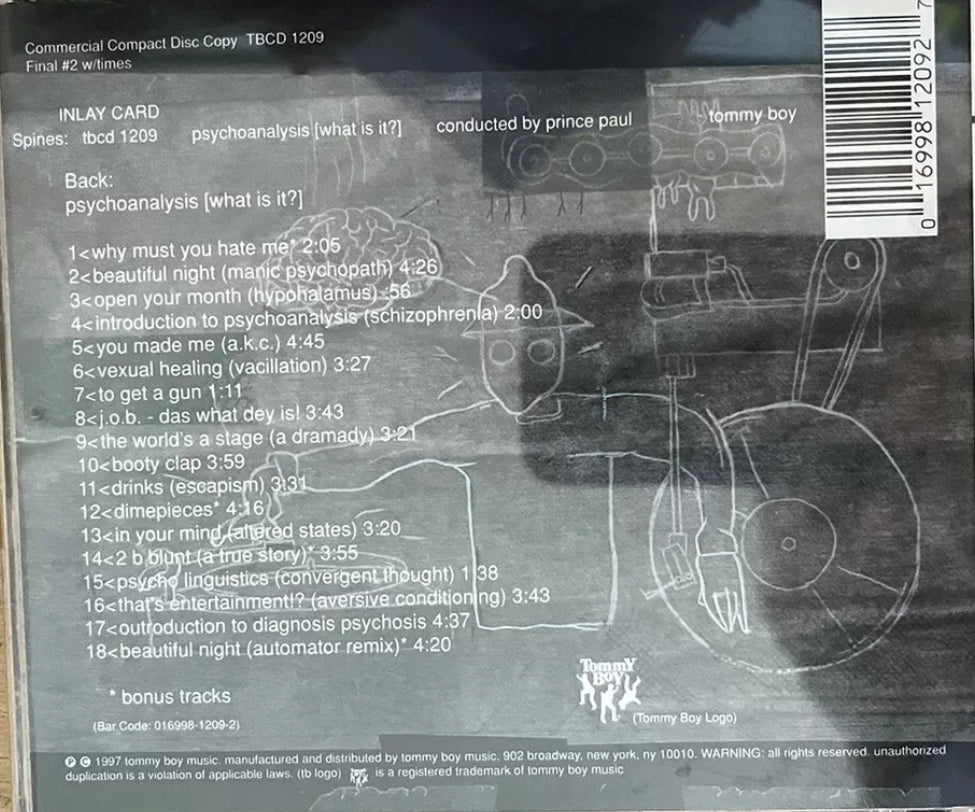 Commercial Compact Disc Copy TBCD 1209
Final #2 w/times
INLAY CARD
Spines: tbcd 1209 psychoanalysis [what is it?] conducted by prince paul tommy boy
0 16998 12092 7
Back:
psychoanalysis [what is it?]
1<why must you hate me* 2:05
2<beautiful night (manic psychopath) 4:26
3<open your month (hypohalamus) :56
4<introduction to psychoanalysis (schizophrenia) 2:00
5<you made me (a.k.c.) 4:45
6<vexual healing (vacillation) 3:27
7<to get a gun 1:11
8<j.o.b. - das what dey is! 3:43
9<the world's a stage (a dramady) 3:21
10<booty clap 3:59
11<drinks (escapism) 3:31
12<dimepieces* 4:16
13<in your mind (altered states) 3:20
14<2 b blunt (a true story)* 3:55
15<psycho linguistics (convergent thought) 1:38
16<that's entertainment!? (aversive conditioning) 3:43
17<outroduction to diagnosis psychosis 4:37
18<beautiful night (automator remix)* 4:20
* bonus tracks
(Bar Code: 016998-1209-2)
Tommy
Boy
(Tommy Boy Logo)
℗ © 1997 tommy boy music. manufactured and distributed by tommy boy music, 902 broadway, new york, ny 10010. WARNING: all rights reserved. unauthorized
duplication is a violation of applicable laws. (tb logo) is a registered trademark of tommy boy music